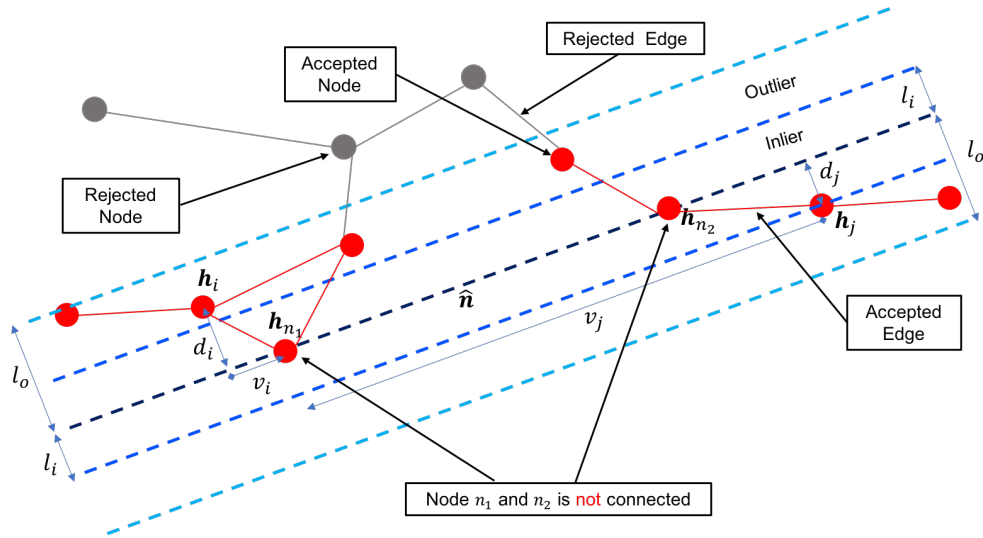 Rejected Edge
Accepted
Node
Outlier
Inlier
Rejected
Node
l_i
l_o
d_j
h_{n_2}
h_j
h_i
n̂
h_{n_1}
v_j
Accepted
Edge
l_o
d_i
v_i
l_i
Node n_1 and n_2 is not connected